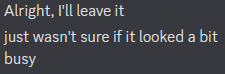 Alright, I'll leave it
just wasn't sure if it looked a bit
busy